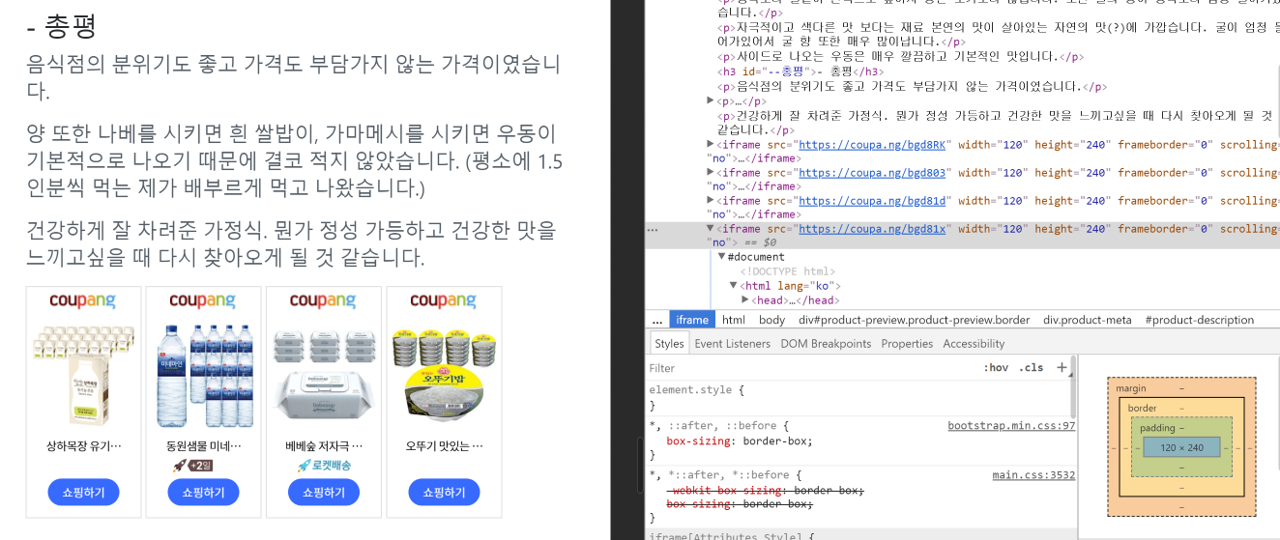 - 총평
음식점의 분위기도 좋고 가격도 부담가지 않는 가격이였습니
다.
양 또한 나베를 시키면 흰 쌀밥이, 가마메시를 시키면 우동이
기본적으로 나오기 때문에 결코 적지 않았습니다. (평소에 1.5
인분씩 먹는 제가 배부르게 먹고 나왔습니다.)
건강하게 잘 차려준 가정식. 뭔가 정성 가등하고 건강한 맛을
느끼고싶을 때 다시 찾아오게 될 것 같습니다.
coupang coupang coupang coupang
상하목장 유기… 동원샘물 미네… 베베숲 저자극 … 오뚜기 맛있는 …
+2일 로켓배송
쇼핑하기 쇼핑하기 쇼핑하기 쇼핑하기
습니다.</p>
<p>자극적이고 색다른 맛 보다는 재료 본연의 맛이 살아있는 자연의 맛(?)에 가깝습니다. 굴이 엄청
어가있어서 굴 향 또한 매우 많이납니다.</p>
<p>사이드로 나오는 우동은 매우 깔끔하고 기본적인 맛입니다.</p>
<h3 id="--총평">- 총평</h3>
<p>음식점의 분위기도 좋고 가격도 부담가지 않는 가격이였습니다.</p>
▶<p>…</p>
<p>건강하게 잘 차려준 가정식. 뭔가 정성 가등하고 건강한 맛을 느끼고싶을 때 다시 찾아오게 될 것
같습니다.</p>
▶<iframe src="https://coupa.ng/bgd8RK" width="120" height="240" frameborder="0" scrolling=
"no">…</iframe>
▶<iframe src="https://coupa.ng/bgd803" width="120" height="240" frameborder="0" scrolling=
"no">…</iframe>
▶<iframe src="https://coupa.ng/bgd81d" width="120" height="240" frameborder="0" scrolling=
"no">…</iframe>
… ▼<iframe src="https://coupa.ng/bgd81x" width="120" height="240" frameborder="0" scrolling=
"no"> == $0
▼#document
<!DOCTYPE html>
▼<html lang="ko">
▶<head>…</head>
… iframe html body div#product-preview.product-preview.border div.product-meta #product-description
Styles Event Listeners DOM Breakpoints Properties Accessibility
Filter :hov .cls +
element.style {
}
*, ::after, ::before { bootstrap.min.css:97
box-sizing: border-box;
}
*, *::after, *::before { main.css:3532
-webkit-box-sizing: border-box;
box-sizing: border-box;
}
iframe[Attributes Style] {
margin –
border –
padding –
– – – 120 × 240 – – –
–
–
–